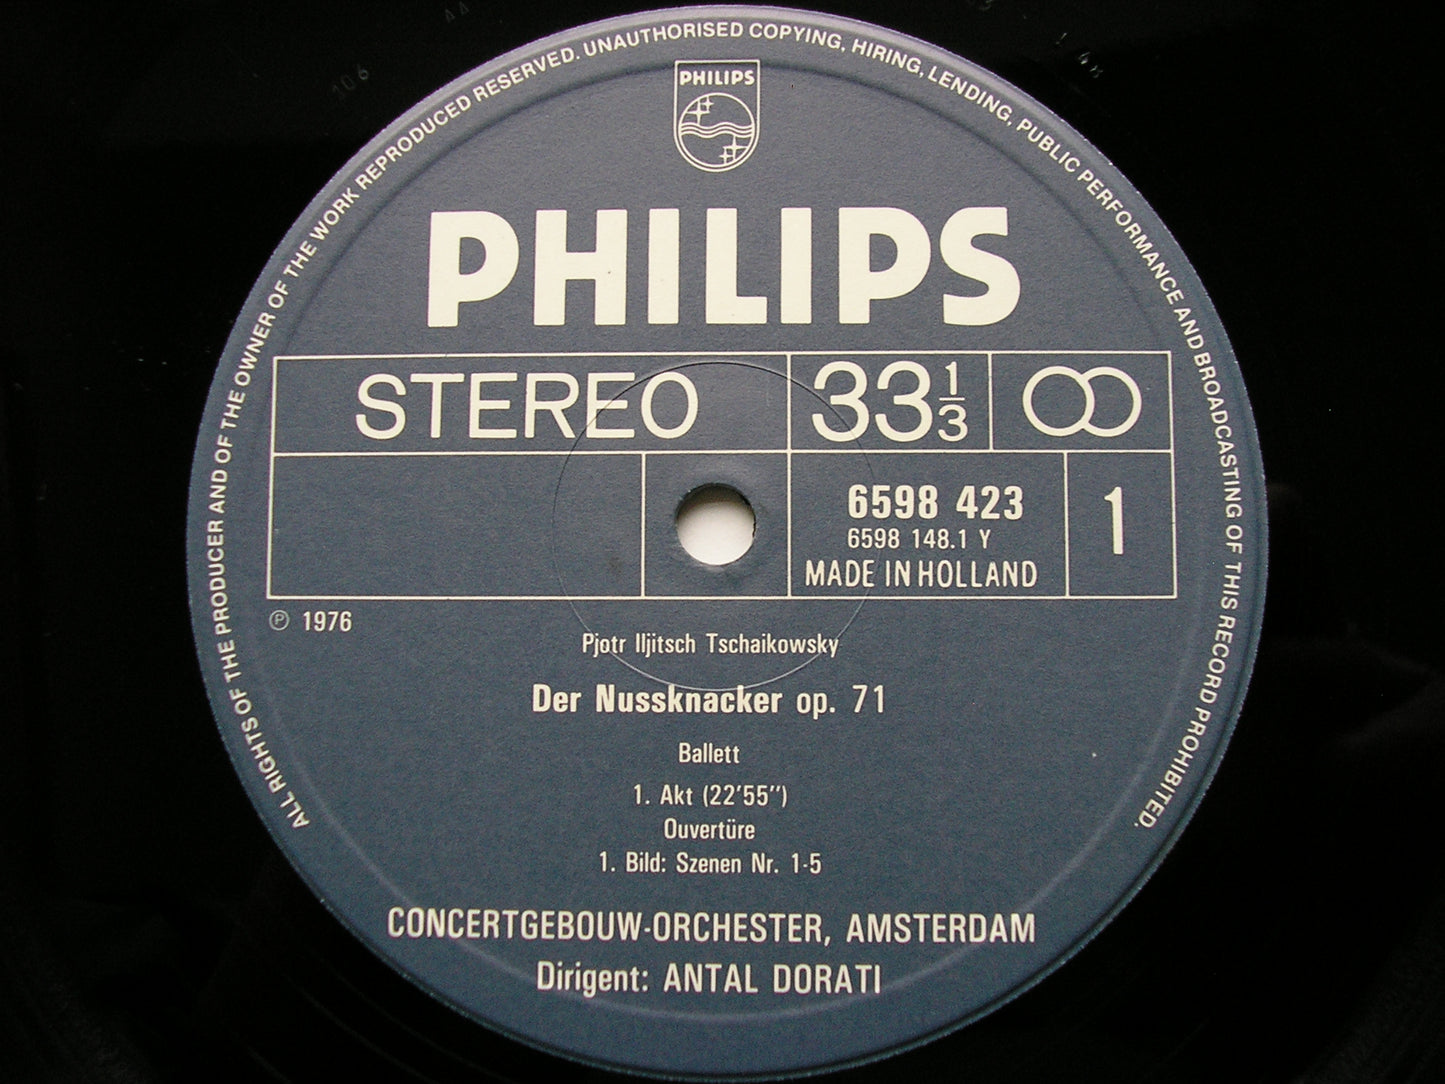 ALL RIGHTS OF THE PRODUCER AND OF THE OWNER OF THE WORK REPRODUCED RESERVED. UNAUTHORISED COPYING, HIRING, LENDING, PUBLIC PERFORMANCE AND BROADCASTING OF THIS RECORD PROHIBITED.
PHILIPS
PHILIPS
STEREO 33 1/3
6598 423
6598 148.1 Y
MADE IN HOLLAND
1
Ⓟ 1976
Pjotr Iljitsch Tschaikowsky
Der Nussknacker op. 71
Ballett
1. Akt (22'55'')
Ouvertüre
1. Bild: Szenen Nr. 1-5
CONCERTGEBOUW-ORCHESTER, AMSTERDAM
Dirigent: ANTAL DORATI